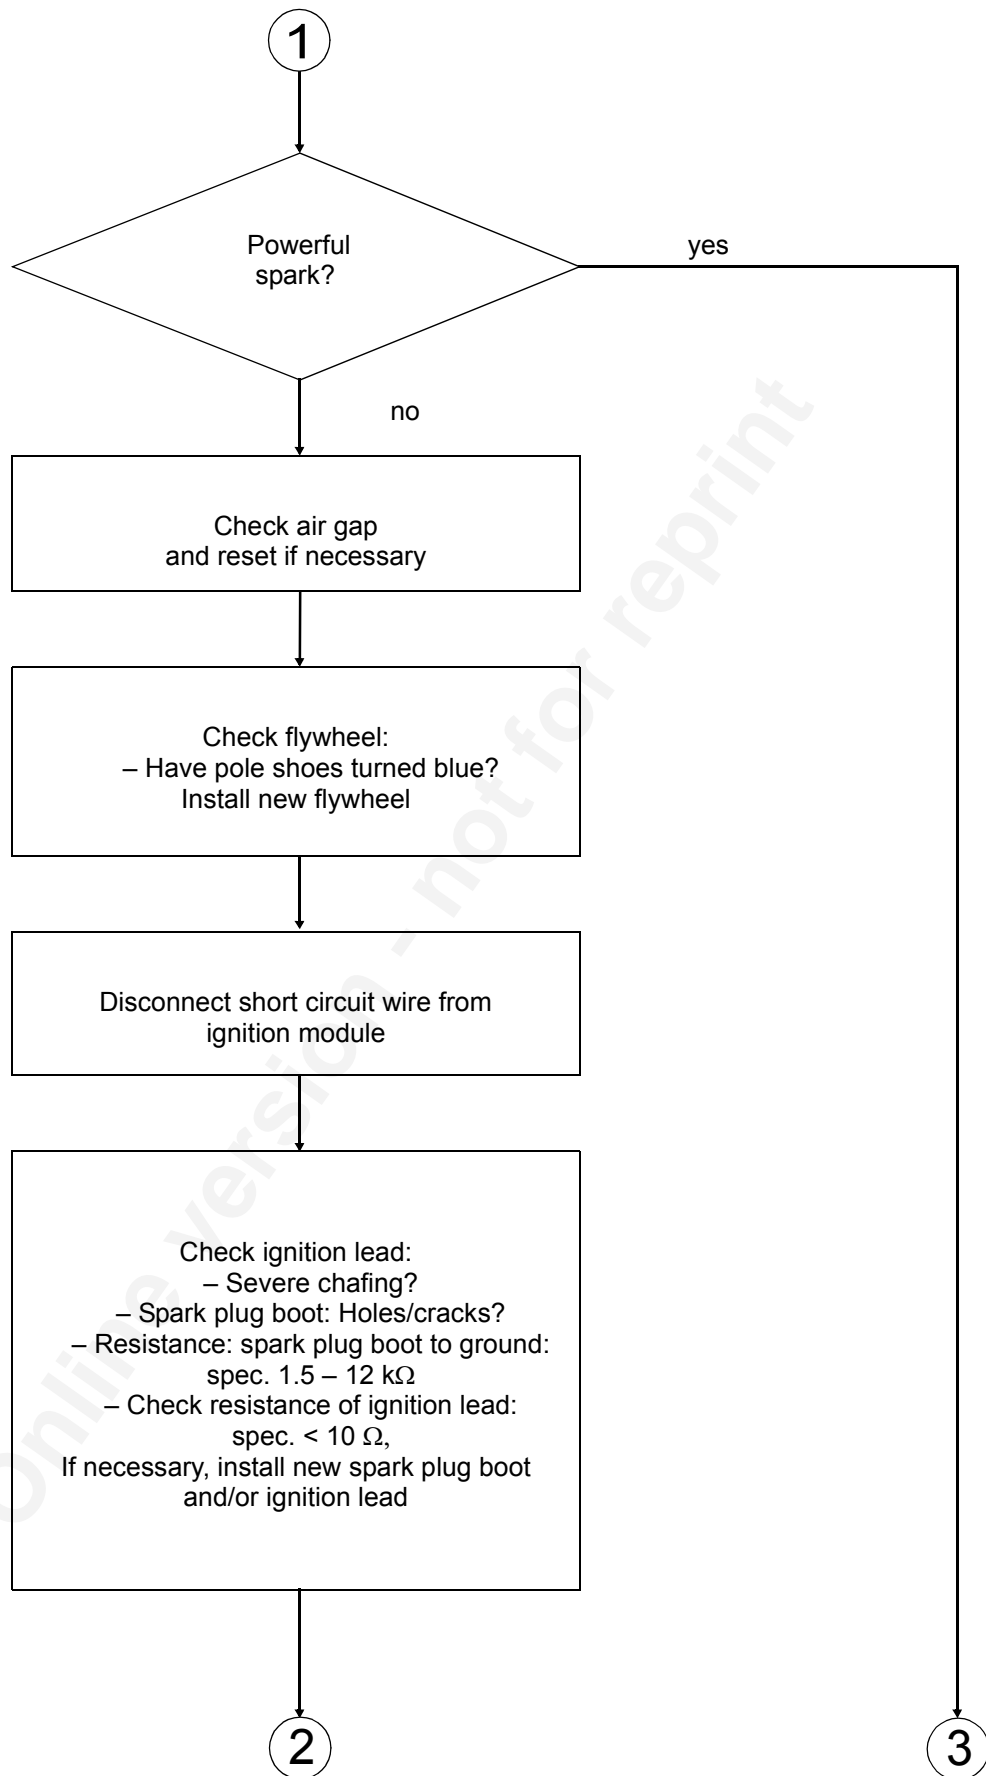 1
Powerful
spark?
yes
no
Check air gap
and reset if necessary
Check flywheel:
– Have pole shoes turned blue?
Install new flywheel
Disconnect short circuit wire from
ignition module
Check ignition lead:
– Severe chafing?
– Spark plug boot: Holes/cracks?
– Resistance: spark plug boot to ground:
spec. 1.5 – 12 kΩ
– Check resistance of ignition lead:
spec. < 10 Ω,
If necessary, install new spark plug boot
and/or ignition lead
2
3
Online version - not for reprint